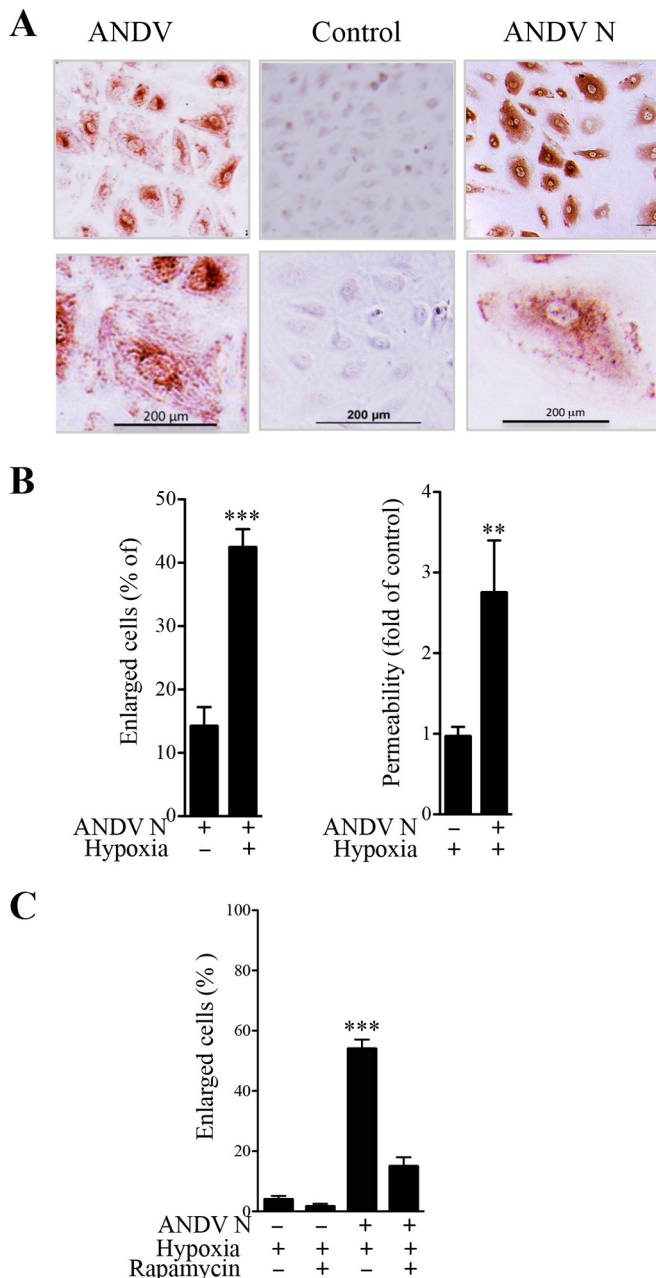 A
ANDV Control ANDV N
200 µm 200 µm 200 µm
B
Enlarged cells (% of)
50
40
30
20
10
0
***
ANDV N + +
Hypoxia – +
Permeability (fold of control)
4
3
2
1
0
**
ANDV N – +
Hypoxia + +
C
Enlarged cells (% )
100
80
60
40
20
0
***
ANDV N – – + +
Hypoxia + + + +
Rapamycin – + – +